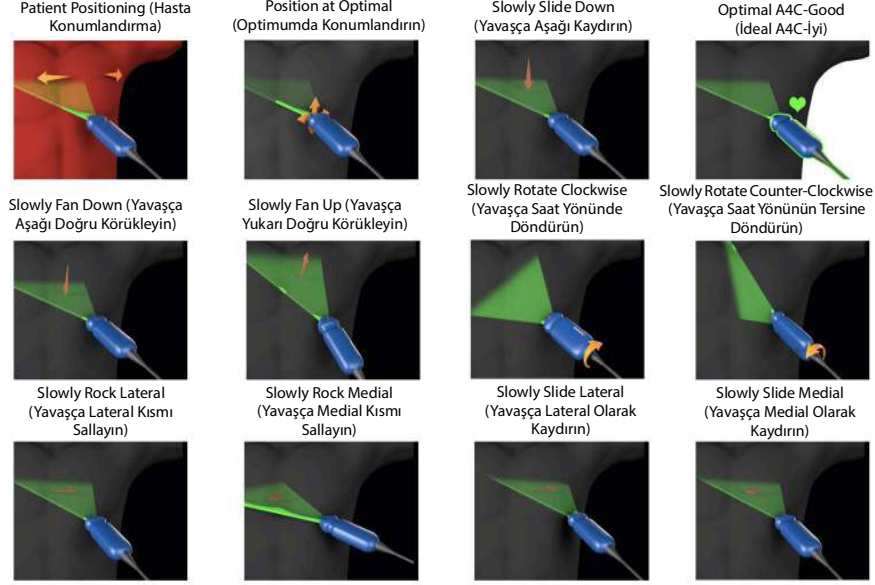 Patient Positioning (Hasta
Konumlandırma)
Position at Optimal
(Optimumda Konumlandırın)
Slowly Slide Down
(Yavaşça Aşağı Kaydırın)
Optimal A4C-Good
(İdeal A4C-İyi)
Slowly Fan Down (Yavaşça
Aşağı Doğru Körükleyin)
Slowly Fan Up (Yavaşça
Yukarı Doğru Körükleyin)
Slowly Rotate Clockwise
(Yavaşça Saat Yönünde
Döndürün)
Slowly Rotate Counter-Clockwise
(Yavaşça Saat Yönünün Tersine
Döndürün)
Slowly Rock Lateral
(Yavaşça Lateral Kısmı
Sallayın)
Slowly Rock Medial
(Yavaşça Medial Kısmı
Sallayın)
Slowly Slide Lateral
(Yavaşça Lateral Olarak
Kaydırın)
Slowly Slide Medial
(Yavaşça Medial Olarak
Kaydırın)